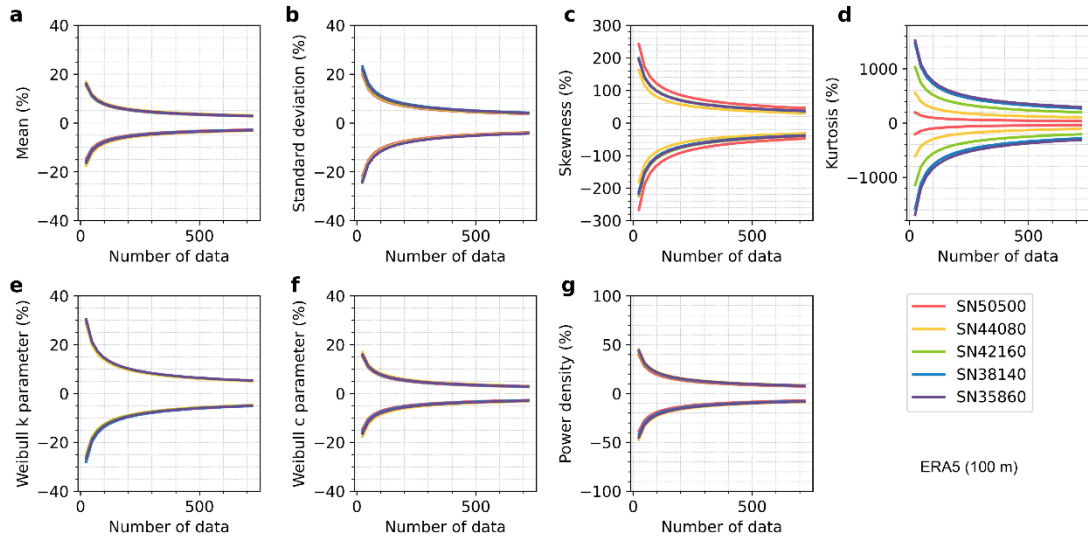 a
Mean (%)
40
20
0
−20
−40
0
500
Number of data
b
Standard deviation (%)
40
20
0
−20
−40
0
500
Number of data
c
Skewness (%)
300
200
100
0
−100
−200
−300
0
500
Number of data
d
Kurtosis (%)
1000
0
−1000
0
500
Number of data
e
Weibull k parameter (%)
40
20
0
−20
−40
0
500
Number of data
f
Weibull c parameter (%)
40
20
0
−20
−40
0
500
Number of data
g
Power density (%)
100
50
0
−50
−100
0
500
Number of data
SN50500
SN44080
SN42160
SN38140
SN35860
ERA5 (100 m)